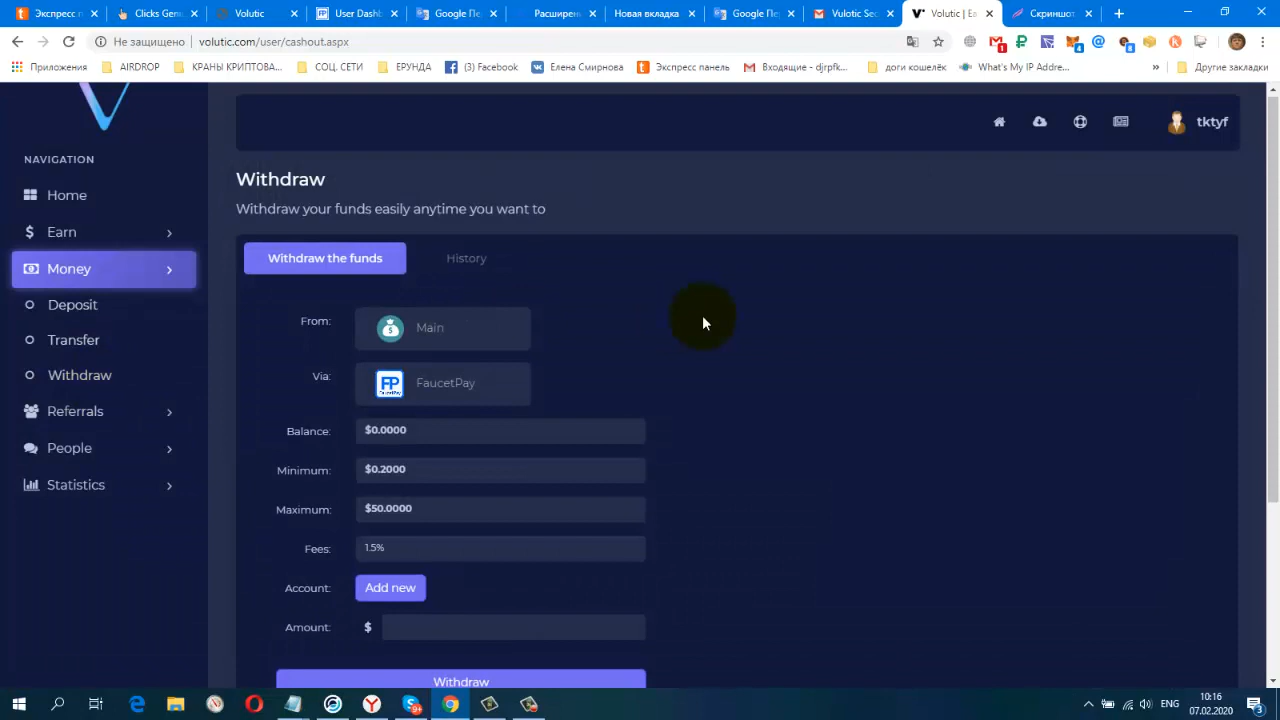 Экспресс п
Clicks Gene
Volutic
User Dashb
Google Пе
Расширен
Новая вкладка
Google Пе
Vulotic Sec
Volutic | Ea
Скриншот
Не защищено
volutic.com/user/cashout.aspx
Приложения
AIRDROP
КРАНЫ КРИПТОВА...
СОЦ. СЕТИ
ЕРУНДА
(3) Facebook
Елена Смирнова
Экспресс панель
Входящие - djrpfk...
доги кошелёк
What's My IP Addre...
»
Другие закладки
tktyf
NAVIGATION
Home
Earn
Money
Deposit
Transfer
Withdraw
Referrals
People
Statistics
Withdraw
Withdraw your funds easily anytime you want to
Withdraw the funds
History
From:
Main
Via:
FP
FaucetPay
Balance:
$0.0000
Minimum:
$0.2000
Maximum:
$50.0000
Fees:
1.5%
Account:
Add new
Amount:
$
Withdraw
ENG
10:16
07.02.2020